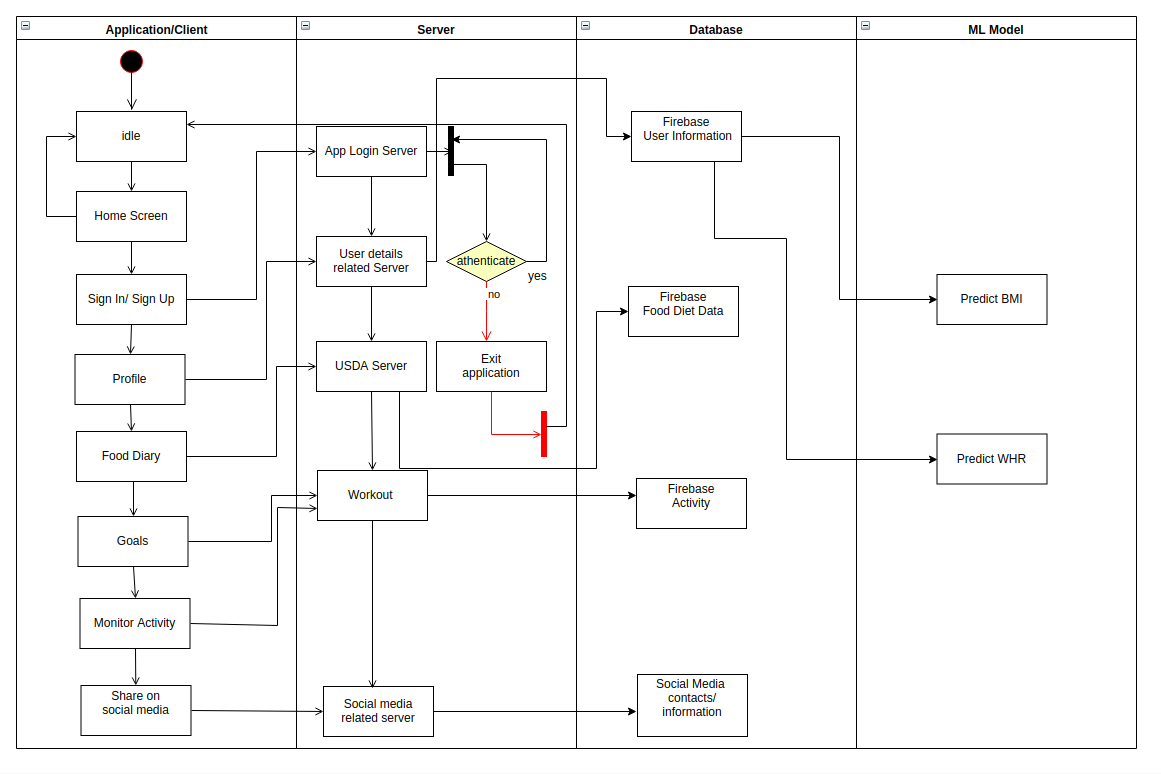 Application/Client
Server
Database
ML Model
idle
Home Screen
Sign In/ Sign Up
Profile
Food Diary
Goals
Monitor Activity
Share on
social media
App Login Server
User details
related Server
USDA Server
Workout
Social media
related server
athenticate
yes
no
Exit
application
Firebase
User Information
Firebase
Food Diet Data
Firebase
Activity
Social Media
contacts/
information
Predict BMI
Predict WHR